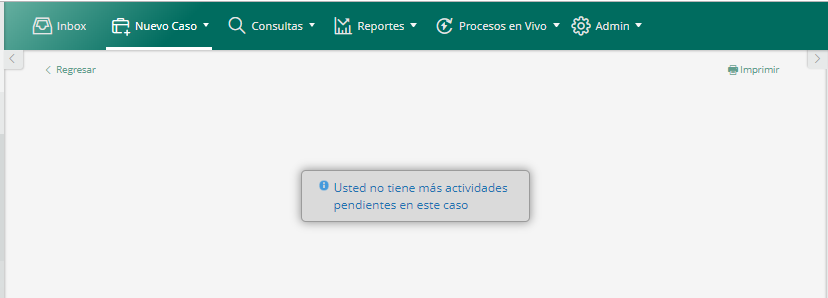 Inbox Nuevo Caso Consultas Reportes Procesos en Vivo Admin
Regresar Imprimir
Usted no tiene más actividades
pendientes en este caso